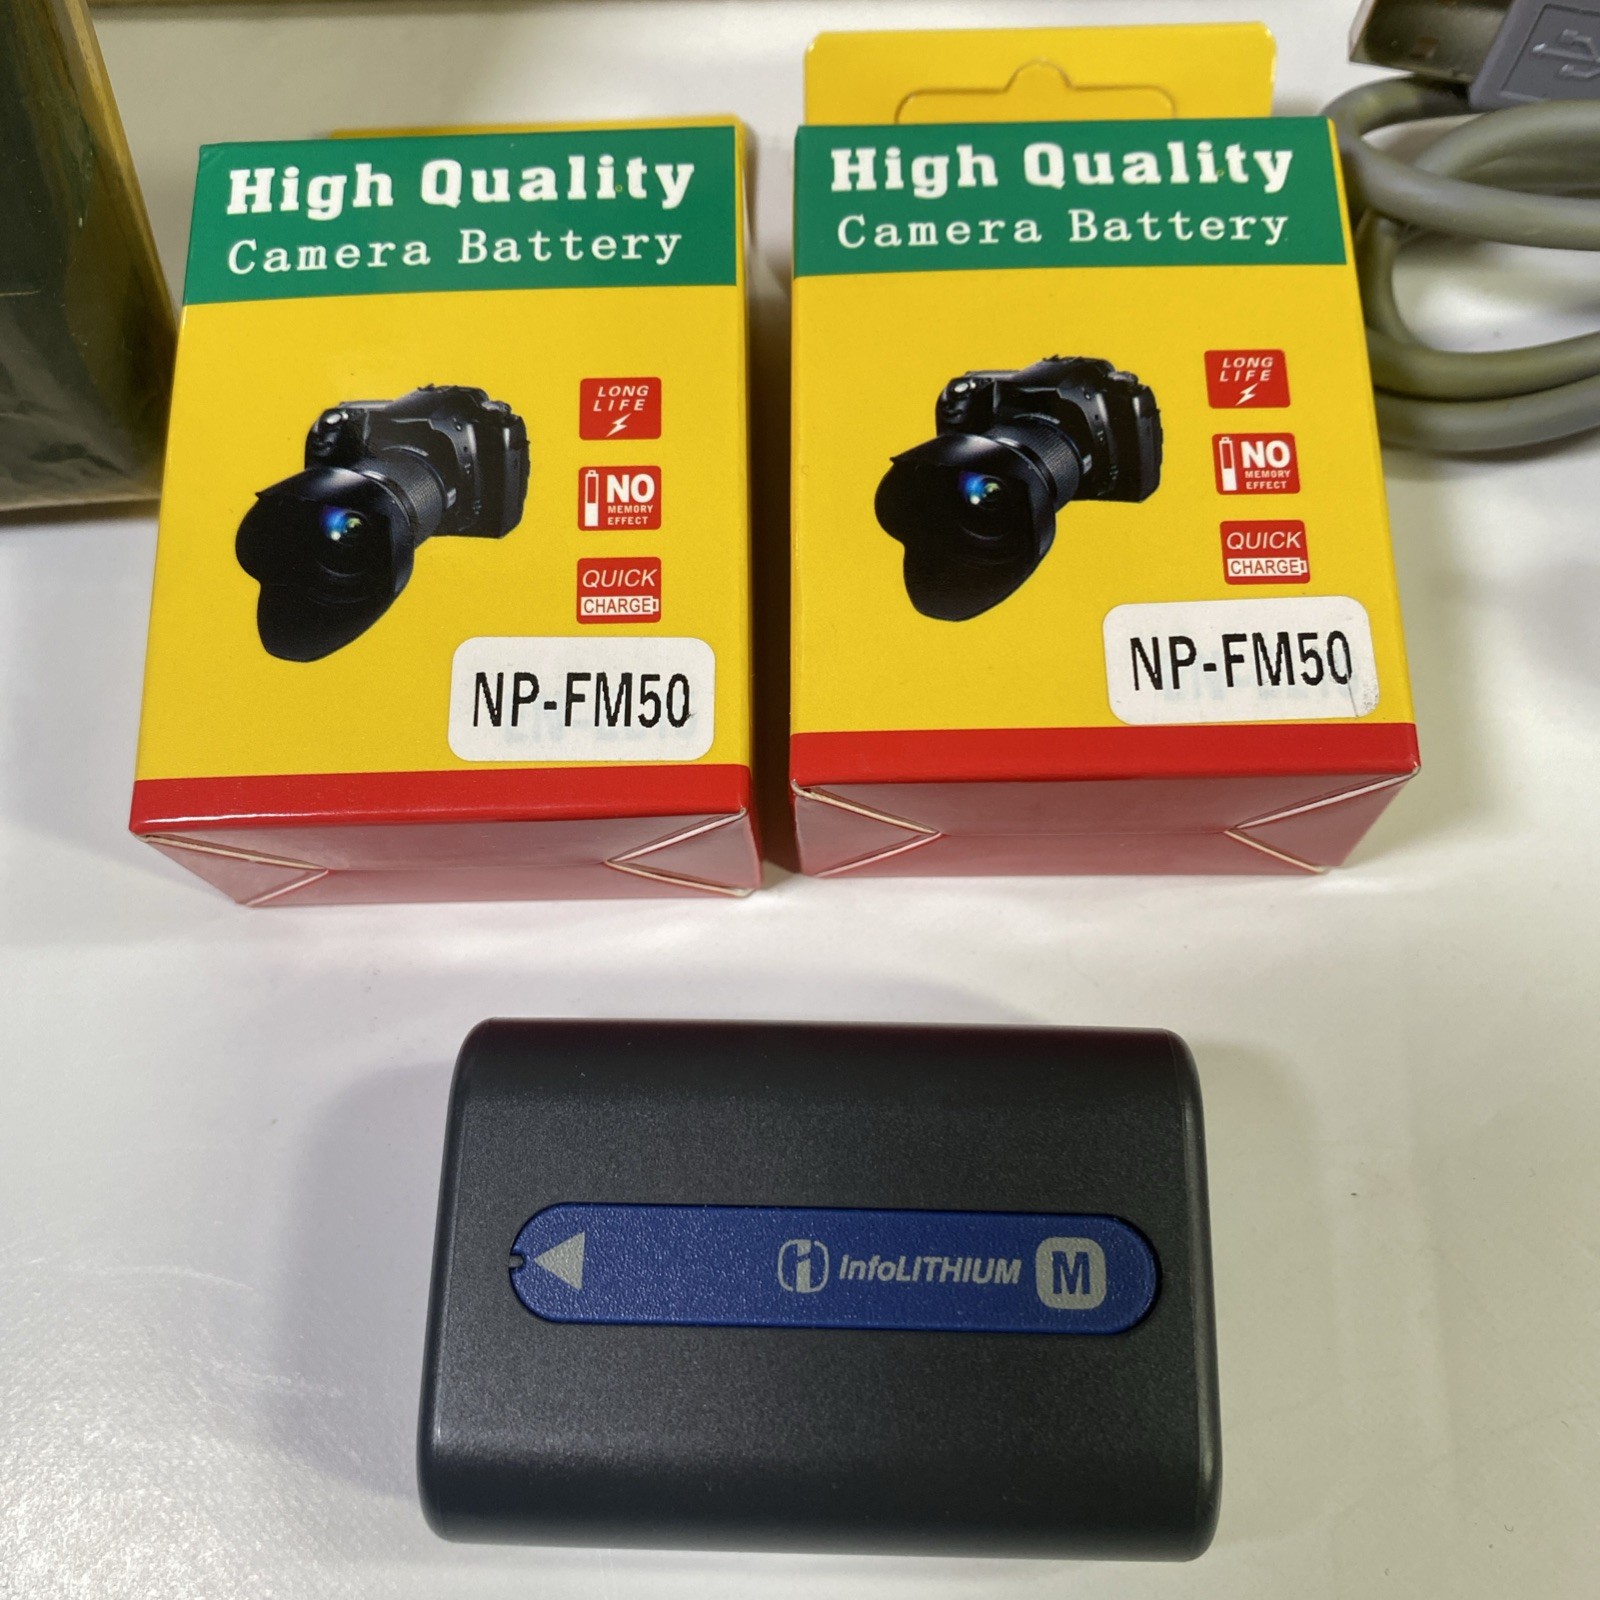 High Quality
Camera Battery
LONG
LIFE
NO
MEMORY
EFFECT
QUICK
CHARGE
NP-FM50
High Quality
Camera Battery
LONG
LIFE
NO
MEMORY
EFFECT
QUICK
CHARGE
NP-FM50
InfoLITHIUM M